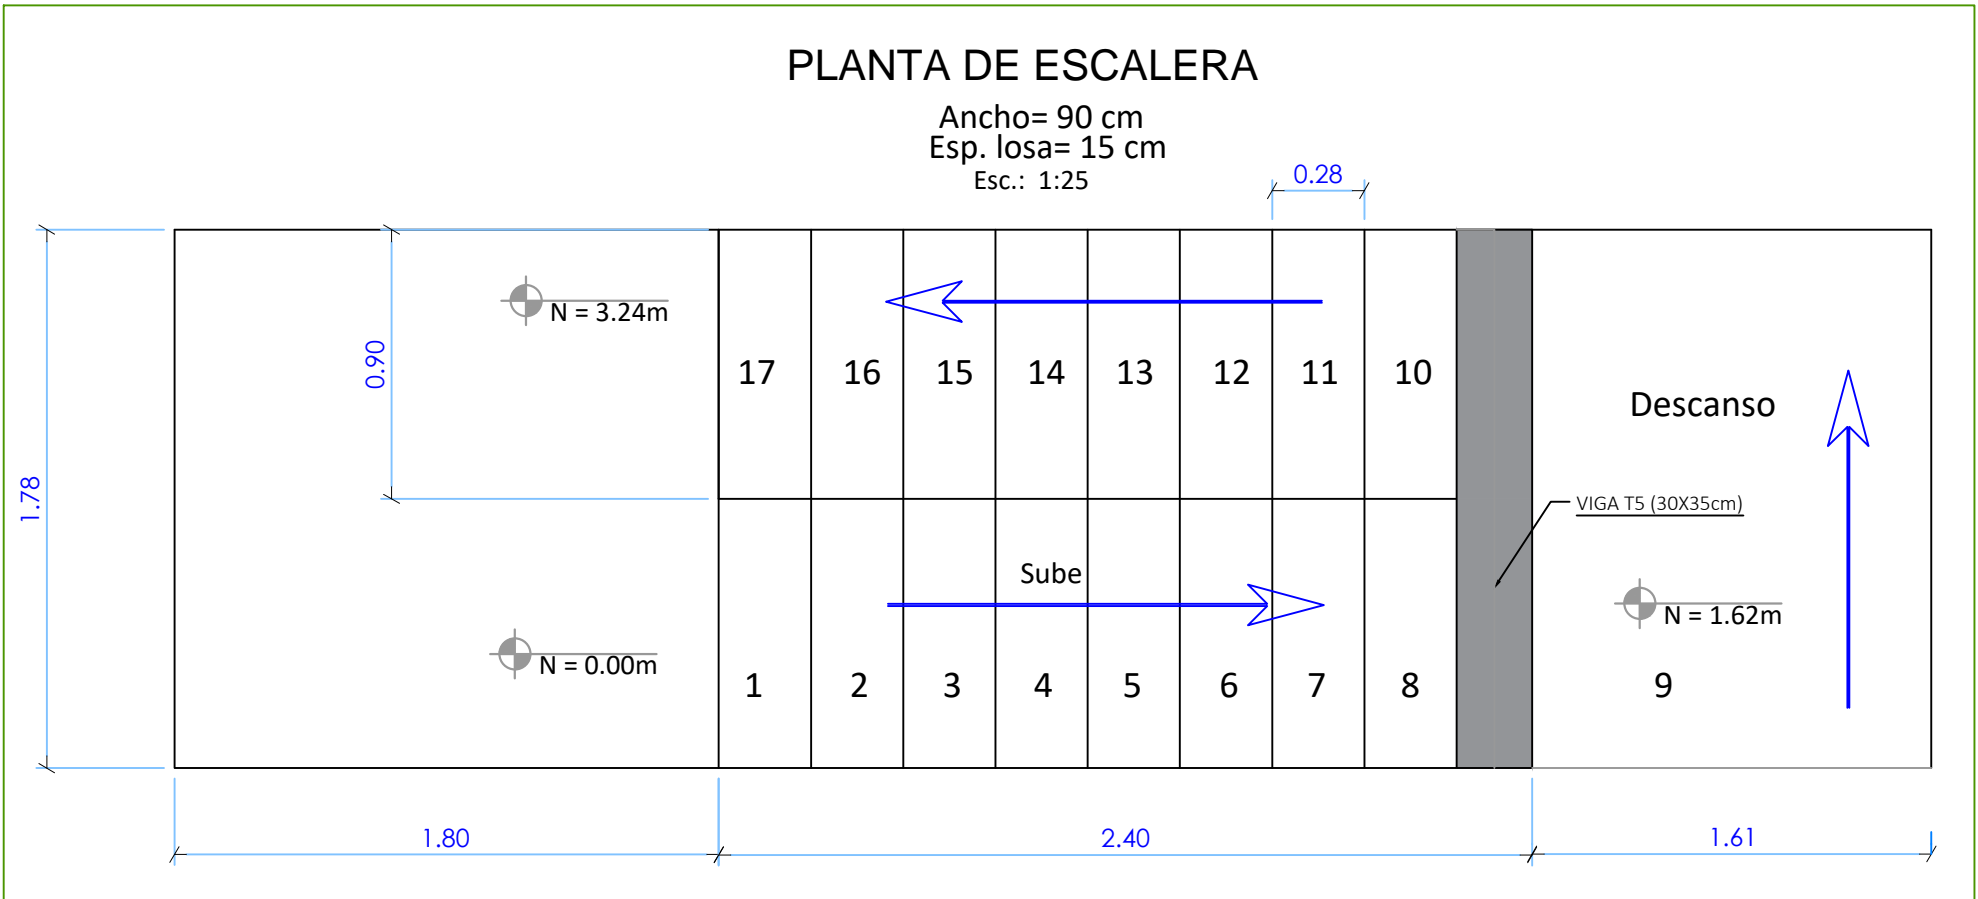 PLANTA DE ESCALERA
Ancho= 90 cm
Esp. losa= 15 cm
Esc.: 1:25
0.28
N = 3.24m
0.90
17 16 15 14 13 12 11 10
Descanso
1.78
VIGA T5 (30X35cm)
Sube
N = 1.62m
N = 0.00m
1 2 3 4 5 6 7 8 9
1.80 2.40 1.61